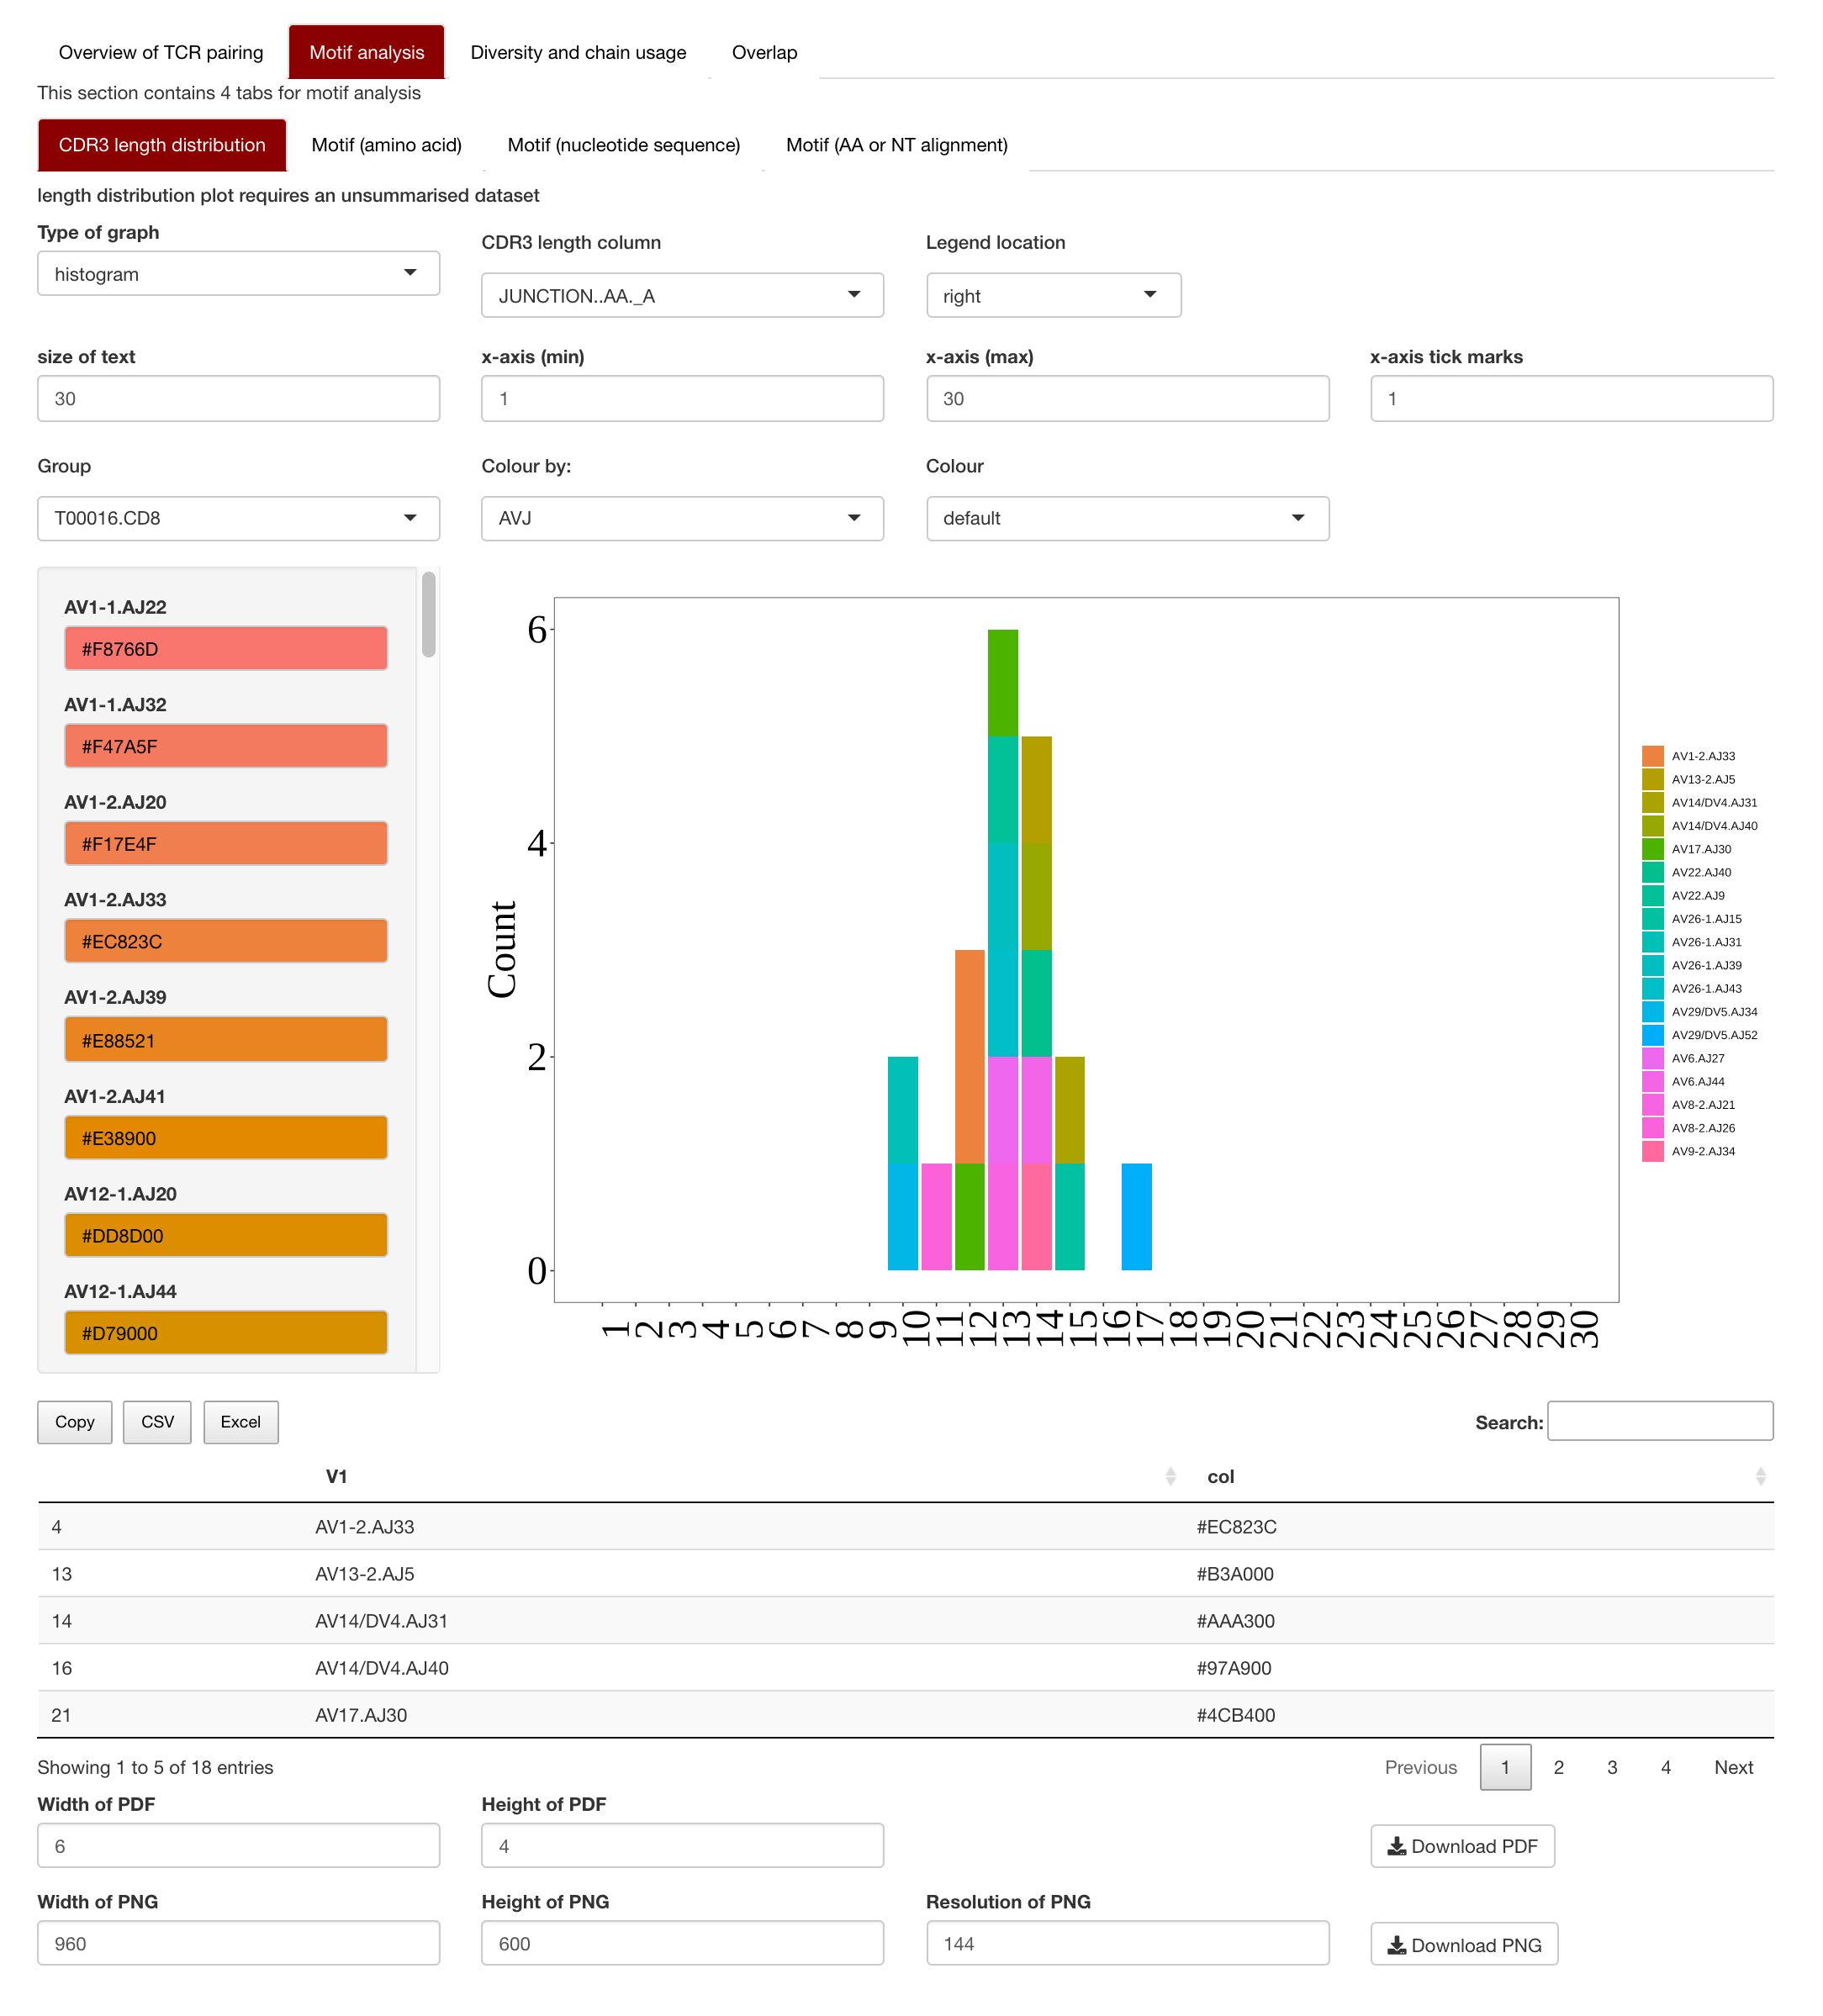 Overview of TCR pairing Motif analysis Diversity and chain usage Overlap
This section contains 4 tabs for motif analysis
CDR3 length distribution Motif (amino acid) Motif (nucleotide sequence) Motif (AA or NT alignment)
length distribution plot requires an unsummarised dataset
Type of graph CDR3 length column Legend location
histogram JUNCTION..AA._A right
size of text x-axis (min) x-axis (max) x-axis tick marks
30 1 30 1
Group Colour by: Colour
T00016.CD8 AVJ default
AV1-1.AJ22
#F8766D
AV1-1.AJ32
#F47A5F
AV1-2.AJ20
#F17E4F
AV1-2.AJ33
#EC823C
AV1-2.AJ39
#E88521
AV1-2.AJ41
#E38900
AV12-1.AJ20
#DD8D00
AV12-1.AJ44
#D79000
6
4
2
0
Count
1 2 3 4 5 6 7 8 9 10 11 12 13 14 15 16 17 18 19 20 21 22 23 24 25 26 27 28 29 30
AV1-2.AJ33
AV13-2.AJ5
AV14/DV4.AJ31
AV14/DV4.AJ40
AV17.AJ30
AV22.AJ40
AV22.AJ9
AV26-1.AJ15
AV26-1.AJ31
AV26-1.AJ39
AV26-1.AJ43
AV29/DV5.AJ34
AV29/DV5.AJ52
AV6.AJ27
AV6.AJ44
AV8-2.AJ21
AV8-2.AJ26
AV9-2.AJ34
Copy CSV Excel Search:
V1 col
4 AV1-2.AJ33 #EC823C
13 AV13-2.AJ5 #B3A000
14 AV14/DV4.AJ31 #AAA300
16 AV14/DV4.AJ40 #97A900
21 AV17.AJ30 #4CB400
Showing 1 to 5 of 18 entries Previous 1 2 3 4 Next
Width of PDF Height of PDF
6 4 Download PDF
Width of PNG Height of PNG Resolution of PNG
960 600 144 Download PNG